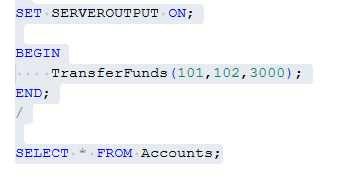 SET SERVEROUTPUT ON;
BEGIN
    TransferFunds(101,102,3000);
END;
/
SELECT * FROM Accounts;